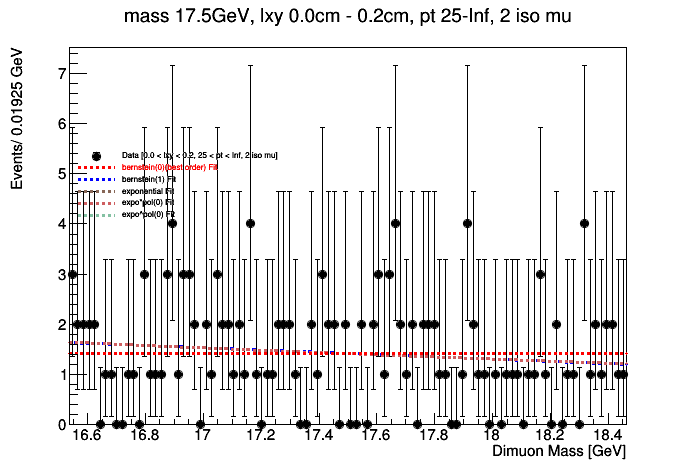 mass 17.5GeV, lxy 0.0cm - 0.2cm, pt 25-Inf, 2 iso mu
Events/ 0.01925 GeV
7
6
5
4
3
2
1
0
Data [0.0 < lxy < 0.2, 25 < pt < Inf, 2 iso mu]
bernstein(0)(best order) Fit
bernstein(1) Fit
exponential Fit
expo*pol(0) Fit
expo^pol(0) Fit
16.6 16.8 17 17.2 17.4 17.6 17.8 18 18.2 18.4
Dimuon Mass [GeV]